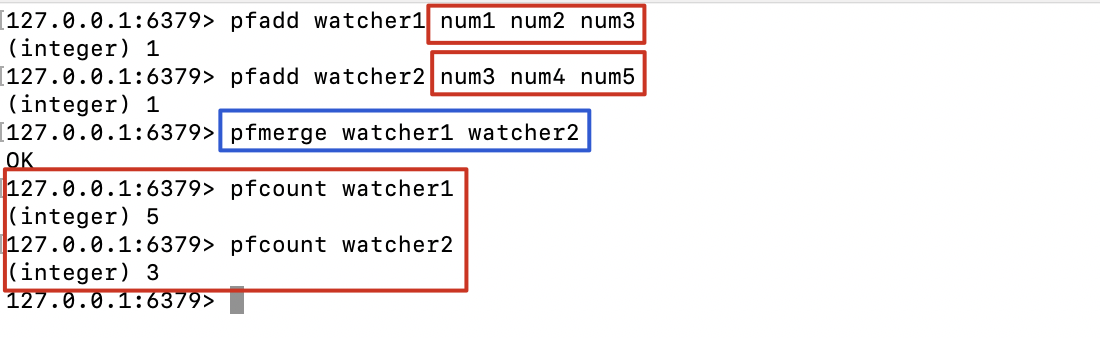 127.0.0.1:6379> pfadd watcher1 num1 num2 num3
(integer) 1
127.0.0.1:6379> pfadd watcher2 num3 num4 num5
(integer) 1
127.0.0.1:6379> pfmerge watcher1 watcher2
OK
127.0.0.1:6379> pfcount watcher1
(integer) 5
127.0.0.1:6379> pfcount watcher2
(integer) 3
127.0.0.1:6379>